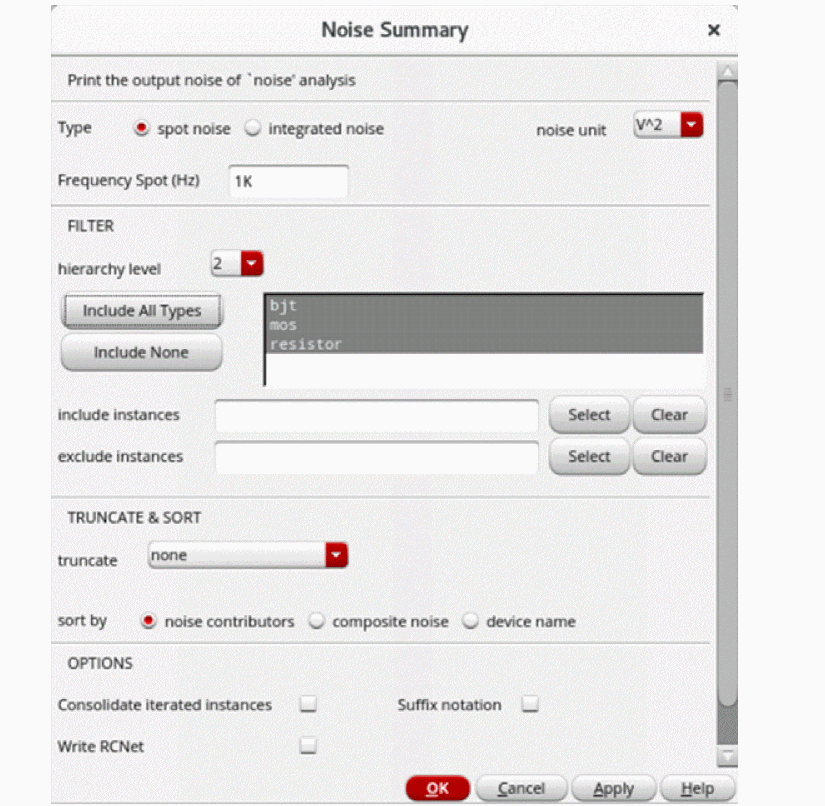 Noise Summary
Print the output noise of `noise' analysis
Type spot noise integrated noise noise unit V^2
Frequency Spot (Hz) 1K
FILTER
hierarchy level 2
Include All Types bjt
mos
Include None resistor
include instances Select Clear
exclude instances Select Clear
TRUNCATE & SORT
truncate none
sort by noise contributors composite noise device name
OPTIONS
Consolidate iterated instances Suffix notation
Write RCNet
OK Cancel Apply Help